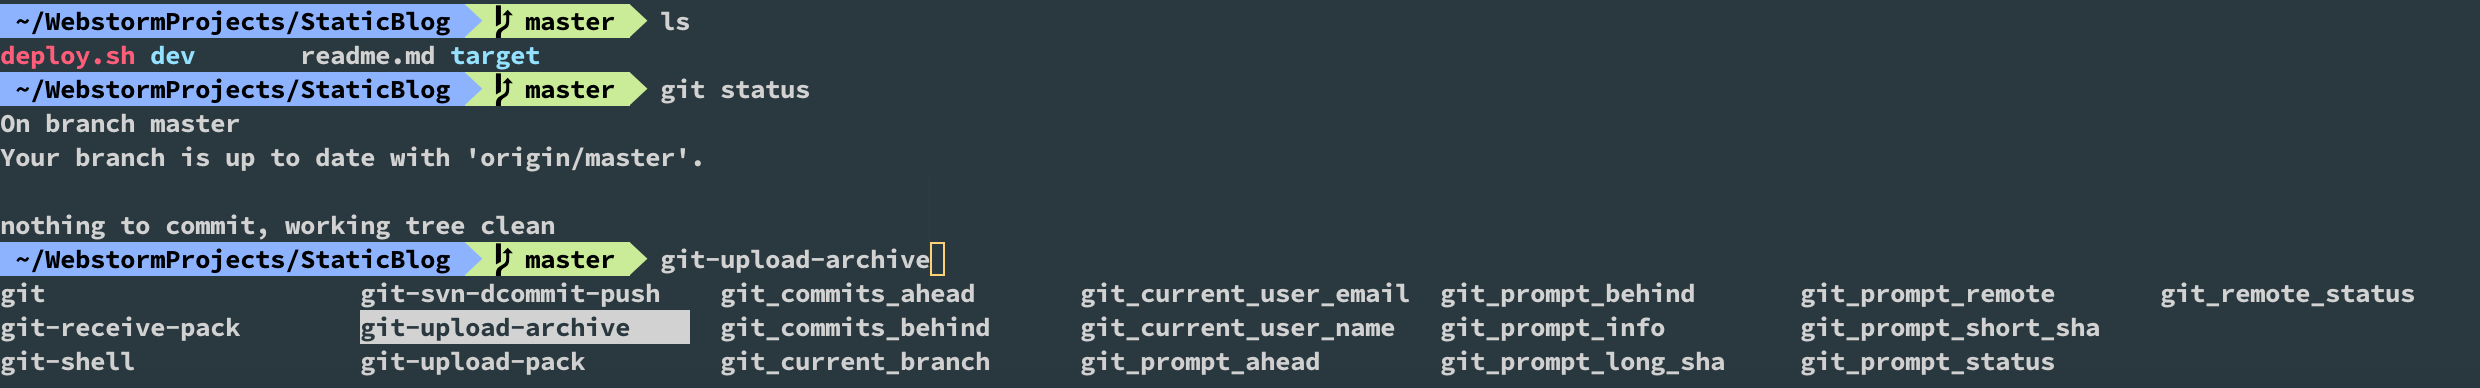 ~/WebstormProjects/StaticBlog master ls
deploy.sh dev readme.md target
~/WebstormProjects/StaticBlog master git status
On branch master
Your branch is up to date with 'origin/master'.
nothing to commit, working tree clean
~/WebstormProjects/StaticBlog master git-upload-archive
git git-svn-dcommit-push git_commits_ahead git_current_user_email git_prompt_behind git_prompt_remote git_remote_status
git-receive-pack git-upload-archive git_commits_behind git_current_user_name git_prompt_info git_prompt_short_sha
git-shell git-upload-pack git_current_branch git_prompt_ahead git_prompt_long_sha git_prompt_status